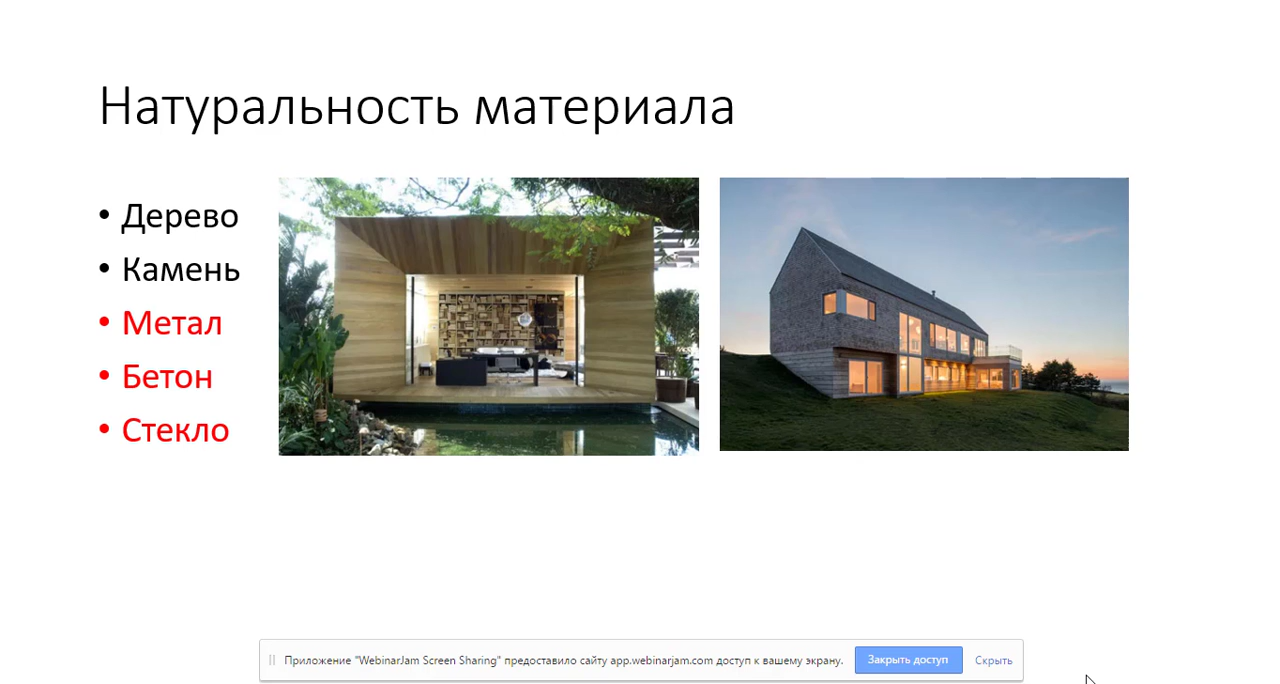 Натуральность материала
• Дерево
• Камень
• Метал
• Бетон
• Стекло
Приложение "WebinarJam Screen Sharing" предоставило сайту app.webinarjam.com доступ к вашему экрану. Закрыть доступ Скрыть